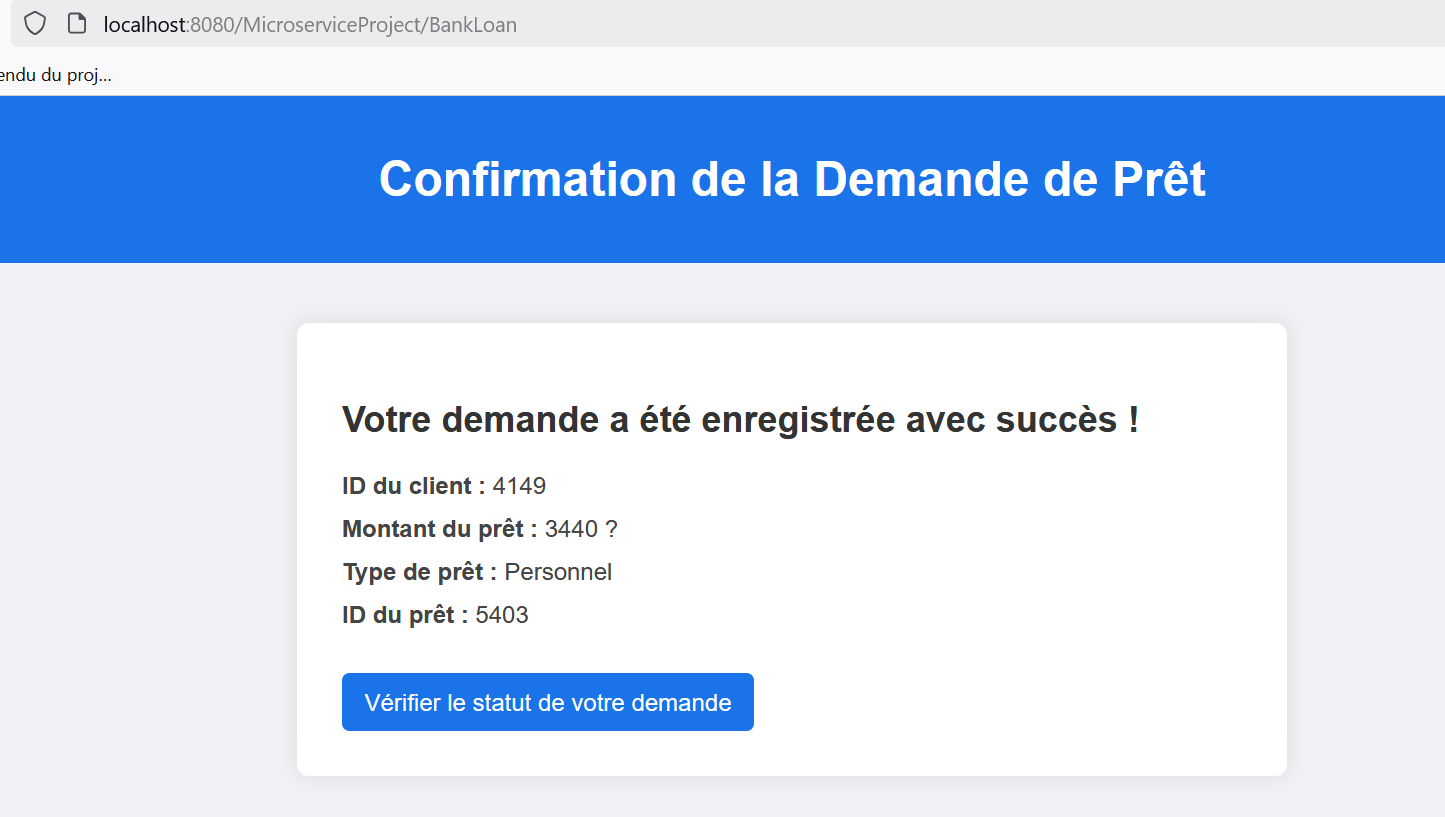 localhost:8080/MicroserviceProject/BankLoan
endu du proj...
Confirmation de la Demande de Prêt
Votre demande a été enregistrée avec succès !
ID du client : 4149
Montant du prêt : 3440 ?
Type de prêt : Personnel
ID du prêt : 5403
Vérifier le statut de votre demande